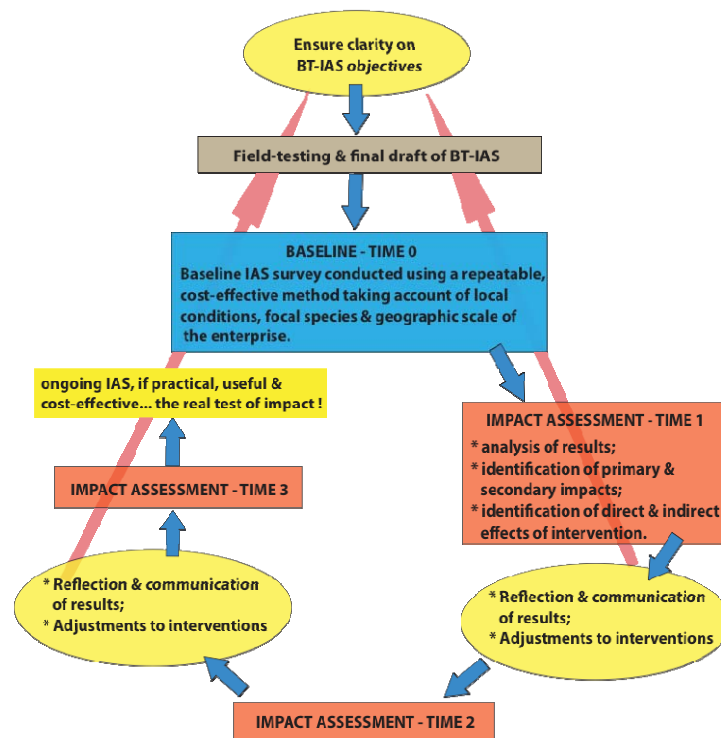 Ensure clarity on
BT-IAS objectives
Field-testing & final draft of BT-IAS
BASELINE - TIME 0
Baseline IAS survey conducted using a repeatable,
cost-effective method taking account of local
conditions, focal species & geographic scale of
the enterprise.
IMPACT ASSESSMENT - TIME 1
* analysis of results;
* identification of primary &
secondary impacts;
* identification of direct & indirect
effects of intervention.
* Reflection & communication
of results;
* Adjustments to interventions
IMPACT ASSESSMENT - TIME 2
* Reflection & communication
of results;
* Adjustments to interventions
IMPACT ASSESSMENT - TIME 3
ongoing IAS, if practical, useful &
cost-effective... the real test of impact !